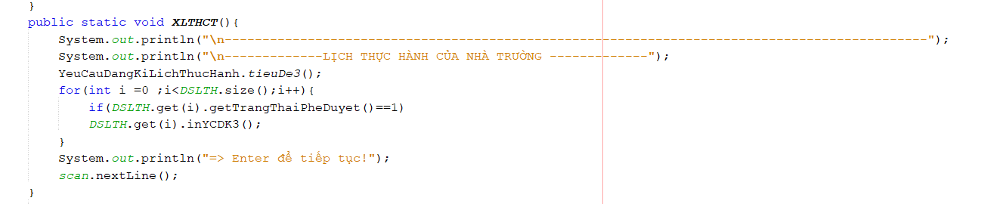 }
public static void XLTHCT(){
System.out.println("\n---------------------------------------------------------------------------------------------");
System.out.println("\n-------------LỊCH THỰC HÀNH CỦA NHÀ TRƯỜNG -------------");
YeuCauDangKiLichThucHanh.tieuDe3();
for(int i =0 ;i<DSLTH.size();i++){
if(DSLTH.get(i).getTrangThaiPheDuyet()==1)
DSLTH.get(i).inYCDK3();
}
System.out.println("=> Enter để tiếp tục!");
scan.nextLine();
}